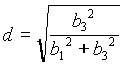 d = √(b₃² / (b₁² + b₃²))